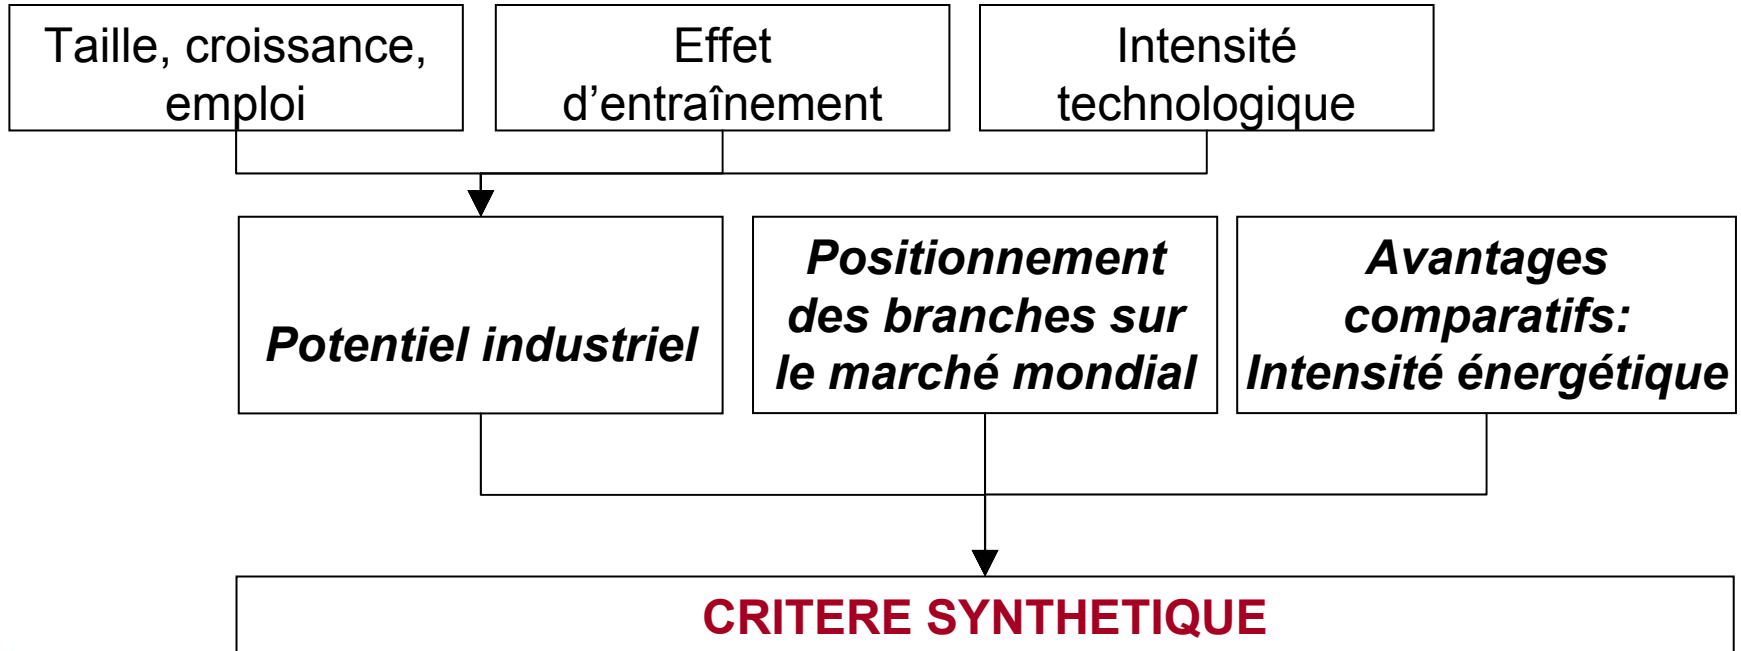 Taille, croissance,
emploi
Effet
d'entraînement
Intensité
technologique
Potentiel industriel
Positionnement
des branches sur
le marché mondial
Avantages
comparatifs:
Intensité énergétique
CRITERE SYNTHETIQUE